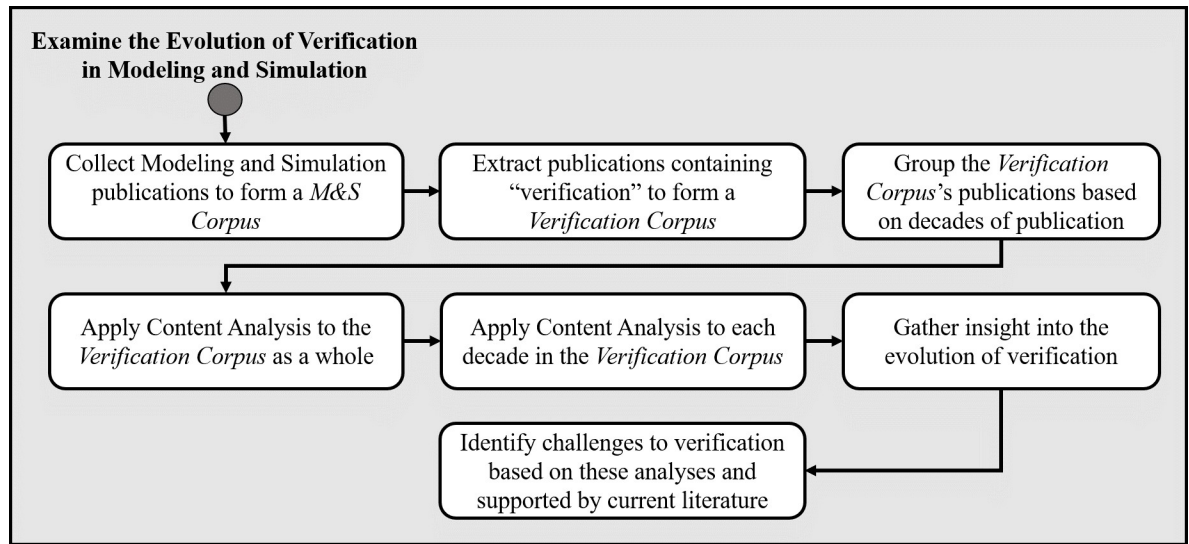 Examine the Evolution of Verification
in Modeling and Simulation
Collect Modeling and Simulation
publications to form a M&S
Corpus
Extract publications containing
“verification” to form a
Verification Corpus
Group the Verification
Corpus’s publications based
on decades of publication
Apply Content Analysis to the
Verification Corpus as a whole
Apply Content Analysis to each
decade in the Verification Corpus
Gather insight into the
evolution of verification
Identify challenges to verification
based on these analyses and
supported by current literature